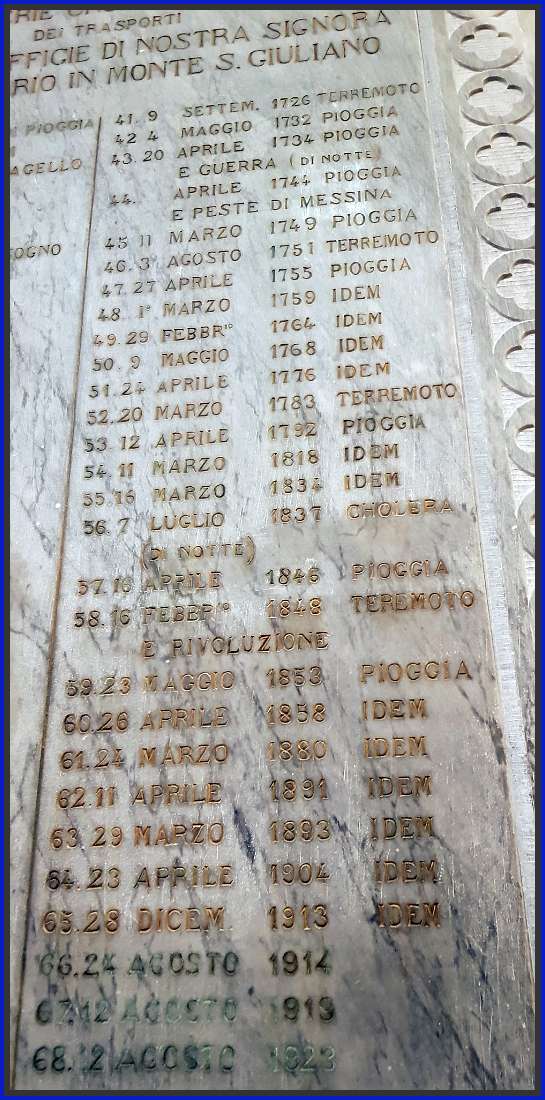 DEI TRASPORTI
EFFIGIE DI NOSTRA SIGNORA
RIO IN MONTE S. GIULIANO
PIOGGIA
AGELLO
OGNO
41. 9 SETTEM. 1726 TERREMOTO
42 4 MAGGIO 1732 PIOGGIA
43. 20 APRILE 1734 PIOGGIA
E GUERRA (DI NOTTE)
44. APRILE 1744 PIOGGIA
E PESTE DI MESSINA
45 11 MARZO 1749 PIOGGIA
46. 3 AGOSTO 1751 TERREMOTO
47. 27 APRILE 1755 PIOGGIA
48. 1° MARZO 1759 IDEM
49. 29 FEBBRIO 1764 IDEM
50. 9 MAGGIO 1768 IDEM
51. 24 APRILE 1776 IDEM
52. 20 MARZO 1783 TERREMOTO
53. 12 APRILE 1792 PIOGGIA
54. 11 MARZO 1818 IDEM
55. 16 MARZO 1834 IDEM
56. 7 LUGLIO 1837 CHOLERA
(DI NOTTE)
57. 16 APRILE 1846 PIOGGIA
58. 16 FEBBRIO 1848 TEREMOTO
E RIVOLUZIONE
59. 23 MAGGIO 1853 PIOGGIA
60. 26 APRILE 1858 IDEM
61. 24 MARZO 1880 IDEM
62. 11 APRILE 1891 IDEM
63. 29 MARZO 1893 IDEM
64. 23 APRILE 1904 IDEM
65. 28 DICEM. 1913 IDEM
66. 24 AGOSTO 1914
67. 12 AGOSTO 1919
68. 12 AGOSTO 1923